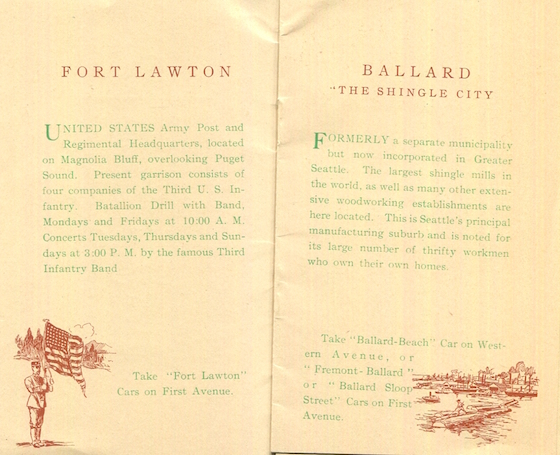 FORT LAWTON
UNITED STATES Army Post and
Regimental Headquarters, located
on Magnolia Bluff, overlooking Puget
Sound. Present garrison consists of
four companies of the Third U. S. In-
fantry. Batallion Drill with Band,
Mondays and Fridays at 10:00 A. M.
Concerts Tuesdays, Thursdays and Sun-
days at 3:00 P. M. by the famous Third
Infantry Band
Take "Fort Lawton"
Cars on First Avenue.
BALLARD
"THE SHINGLE CITY
FORMERLY a separate municipality
but now incorporated in Greater
Seattle. The largest shingle mills in
the world, as well as many other exten-
sive woodworking establishments are
here located. This is Seattle's principal
manufacturing suburb and is noted for
its large number of thrifty workmen
who own their own homes.
Take "Ballard-Beach" Car on West-
ern Avenue, or
"Fremont-Ballard"
or "Ballard Sloop
Street" Cars on First
Avenue.